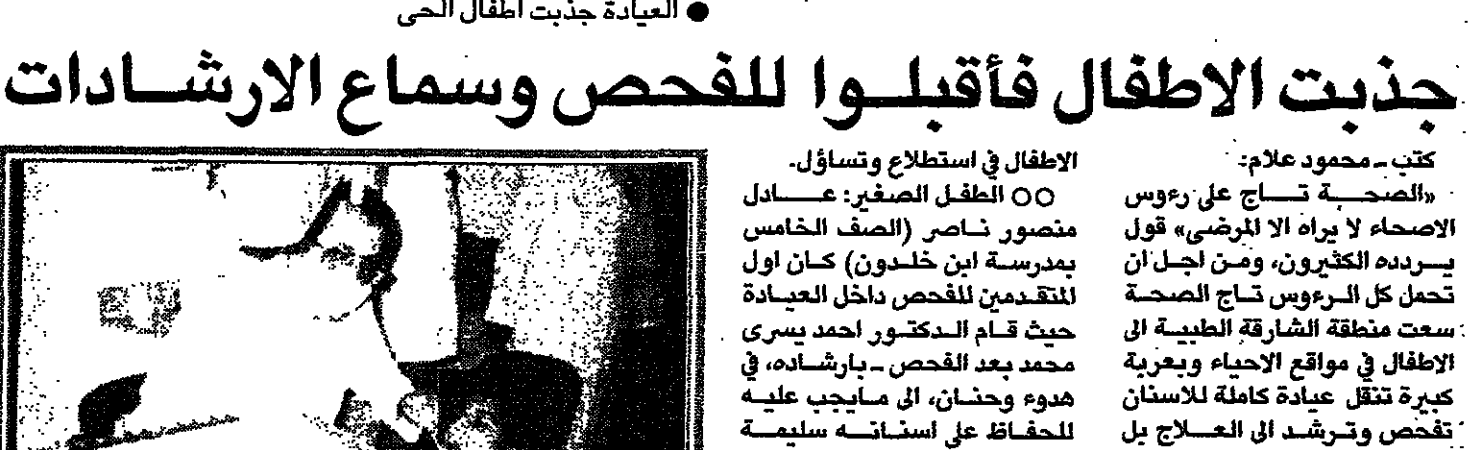 ● العيادة جذبت اطفال الحى
جذبت الاطفال فأقبلوا للفحص وسماع الارشادات
كتب ـ محمود علام:
«الصحة تاج على رءوس
الاصحاء لا يراه الا المرضى» قول
يردده الكثيرون، ومن اجل ان
تحمل كل الرءوس تاج الصحة
سعت منطقة الشارقة الطبية الى
الاطفال في مواقع الاحياء وبعربة
كبيرة تنقل عيادة كاملة للاسنان
تفحص وترشد الى العلاج بل
الاطفال في استطلاع وتساؤل.
○○ الطفل الصغير: عادل
منصور ناصر (الصف الخامس
بمدرسة ابن خلدون) كان اول
المتقدمين للفحص داخل العيادة
حيث قام الدكتور احمد يسرى
محمد بعد الفحص ـ بارشاده، في
هدوء وحنان، الى مايجب عليه
للحفاظ على اسنانه سليمة